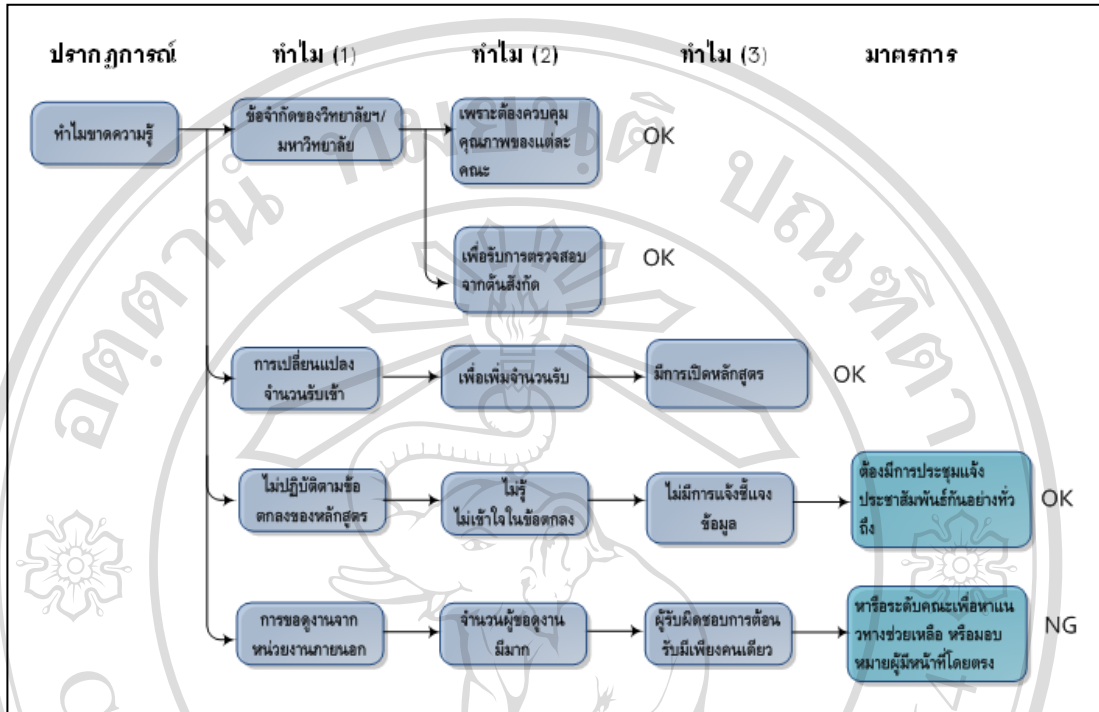 ปรากฏการณ์ ทำไม (1) ทำไม (2) ทำไม (3) มาตรการ
ทำไมขาดความรู้
ข้อจำกัดของวิทยาลัยฯ/
มหาวิทยาลัย
เพราะต้องควบคุม
คุณภาพของแต่ละ
คณะ
OK
เพื่อรับการตรวจสอบ
จากต้นสังกัด
OK
การเปลี่ยนแปลง
จำนวนรับเข้า
เพื่อเพิ่มจำนวนรับ
มีการเปิดหลักสูตร
OK
ไม่ปฏิบัติตามข้อ
ตกลงของหลักสูตร
ไม่รู้
ไม่เข้าใจในข้อตกลง
ไม่มีการแจ้งชี้แจง
ข้อมูล
ต้องมีการประชุมแจ้ง
ประชาสัมพันธ์กันอย่างทั่ว
ถึง
OK
การขอดูงานจาก
หน่วยงานภายนอก
จำนวนผู้ขอดูงาน
มีมาก
ผู้รับผิดชอบการต้อน
รับมีเพียงคนเดียว
หารือระดับคณะเพื่อหาแน
วทางช่วยเหลือ หรือมอบ
หมายผู้มีหน้าที่โดยตรง
NG